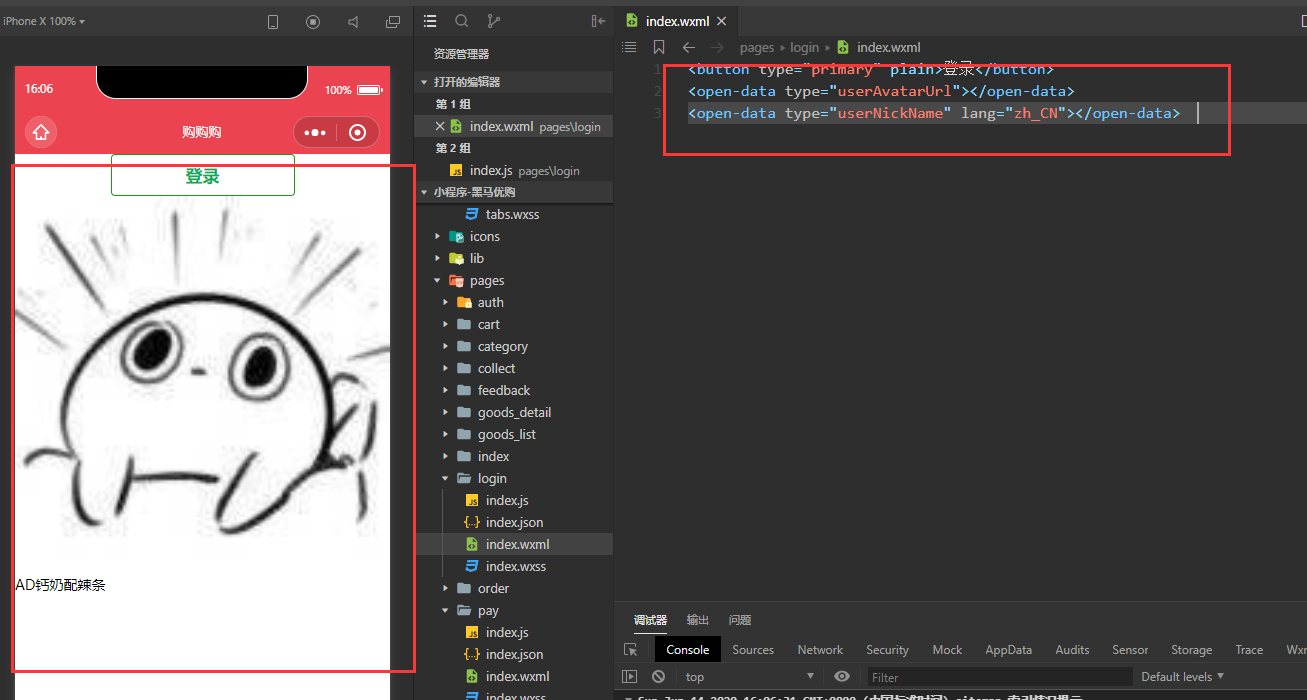 iPhone X 100%
16:06
100%
购购购
登录
AD钙奶配辣条
资源管理器
打开的编辑器
第 1 组
index.wxml pages\login
第 2 组
index.js pages\login
小程序-黑马优购
tabs.wxss
icons
lib
pages
auth
cart
category
collect
feedback
goods_detail
goods_list
index
login
index.js
index.json
index.wxml
index.wxss
order
pay
index.js
index.json
index.wxml
index.wxss
index.wxml
pages login index.wxml
1 <button type="primary" plain>登录</button>
2 <open-data type="userAvatarUrl"></open-data>
3 <open-data type="userNickName" lang="zh_CN"></open-data>
调试器 输出 问题
Console Sources Network Security Mock AppData Audits Sensor Storage Trace Wxm
top Filter Default levels